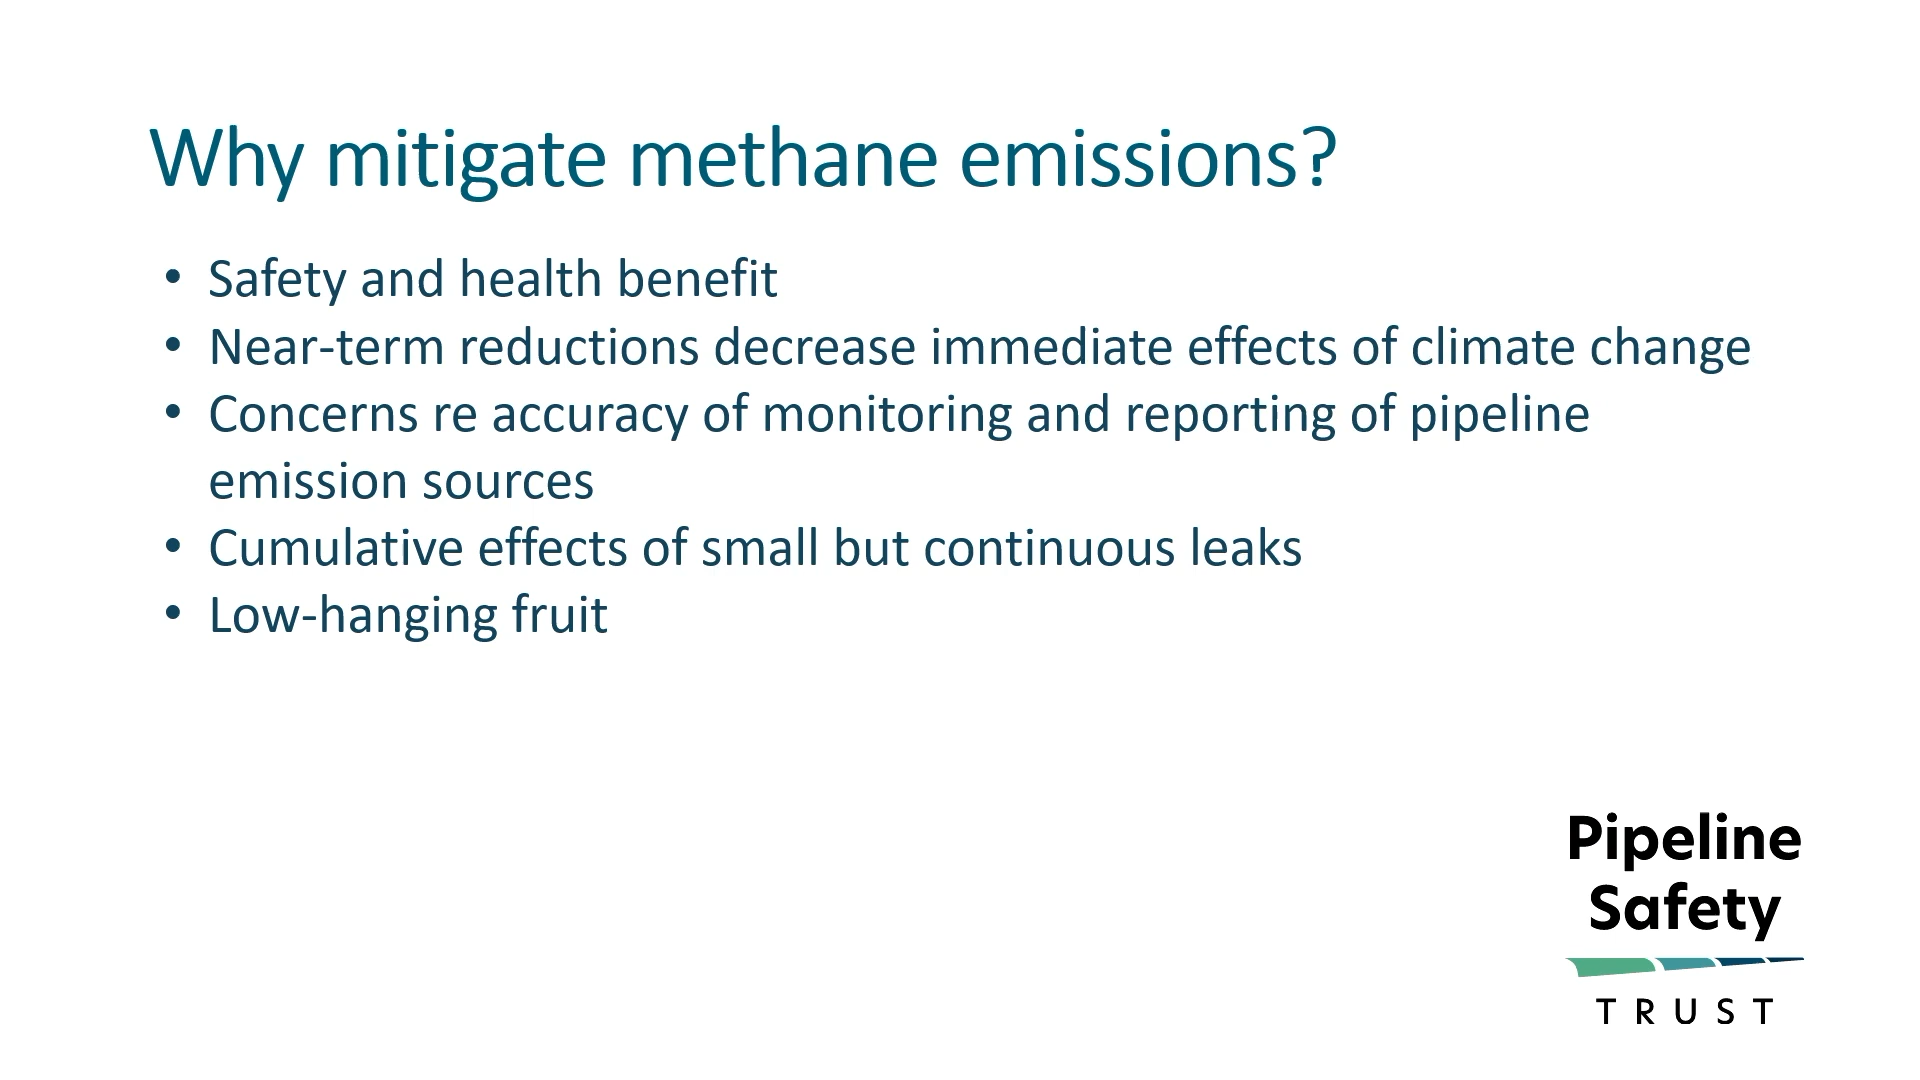 Why mitigate methane emissions?
• Safety and health benefit
• Near-term reductions decrease immediate effects of climate change
• Concerns re accuracy of monitoring and reporting of pipeline
emission sources
• Cumulative effects of small but continuous leaks
• Low-hanging fruit
Pipeline
Safety
TRUST